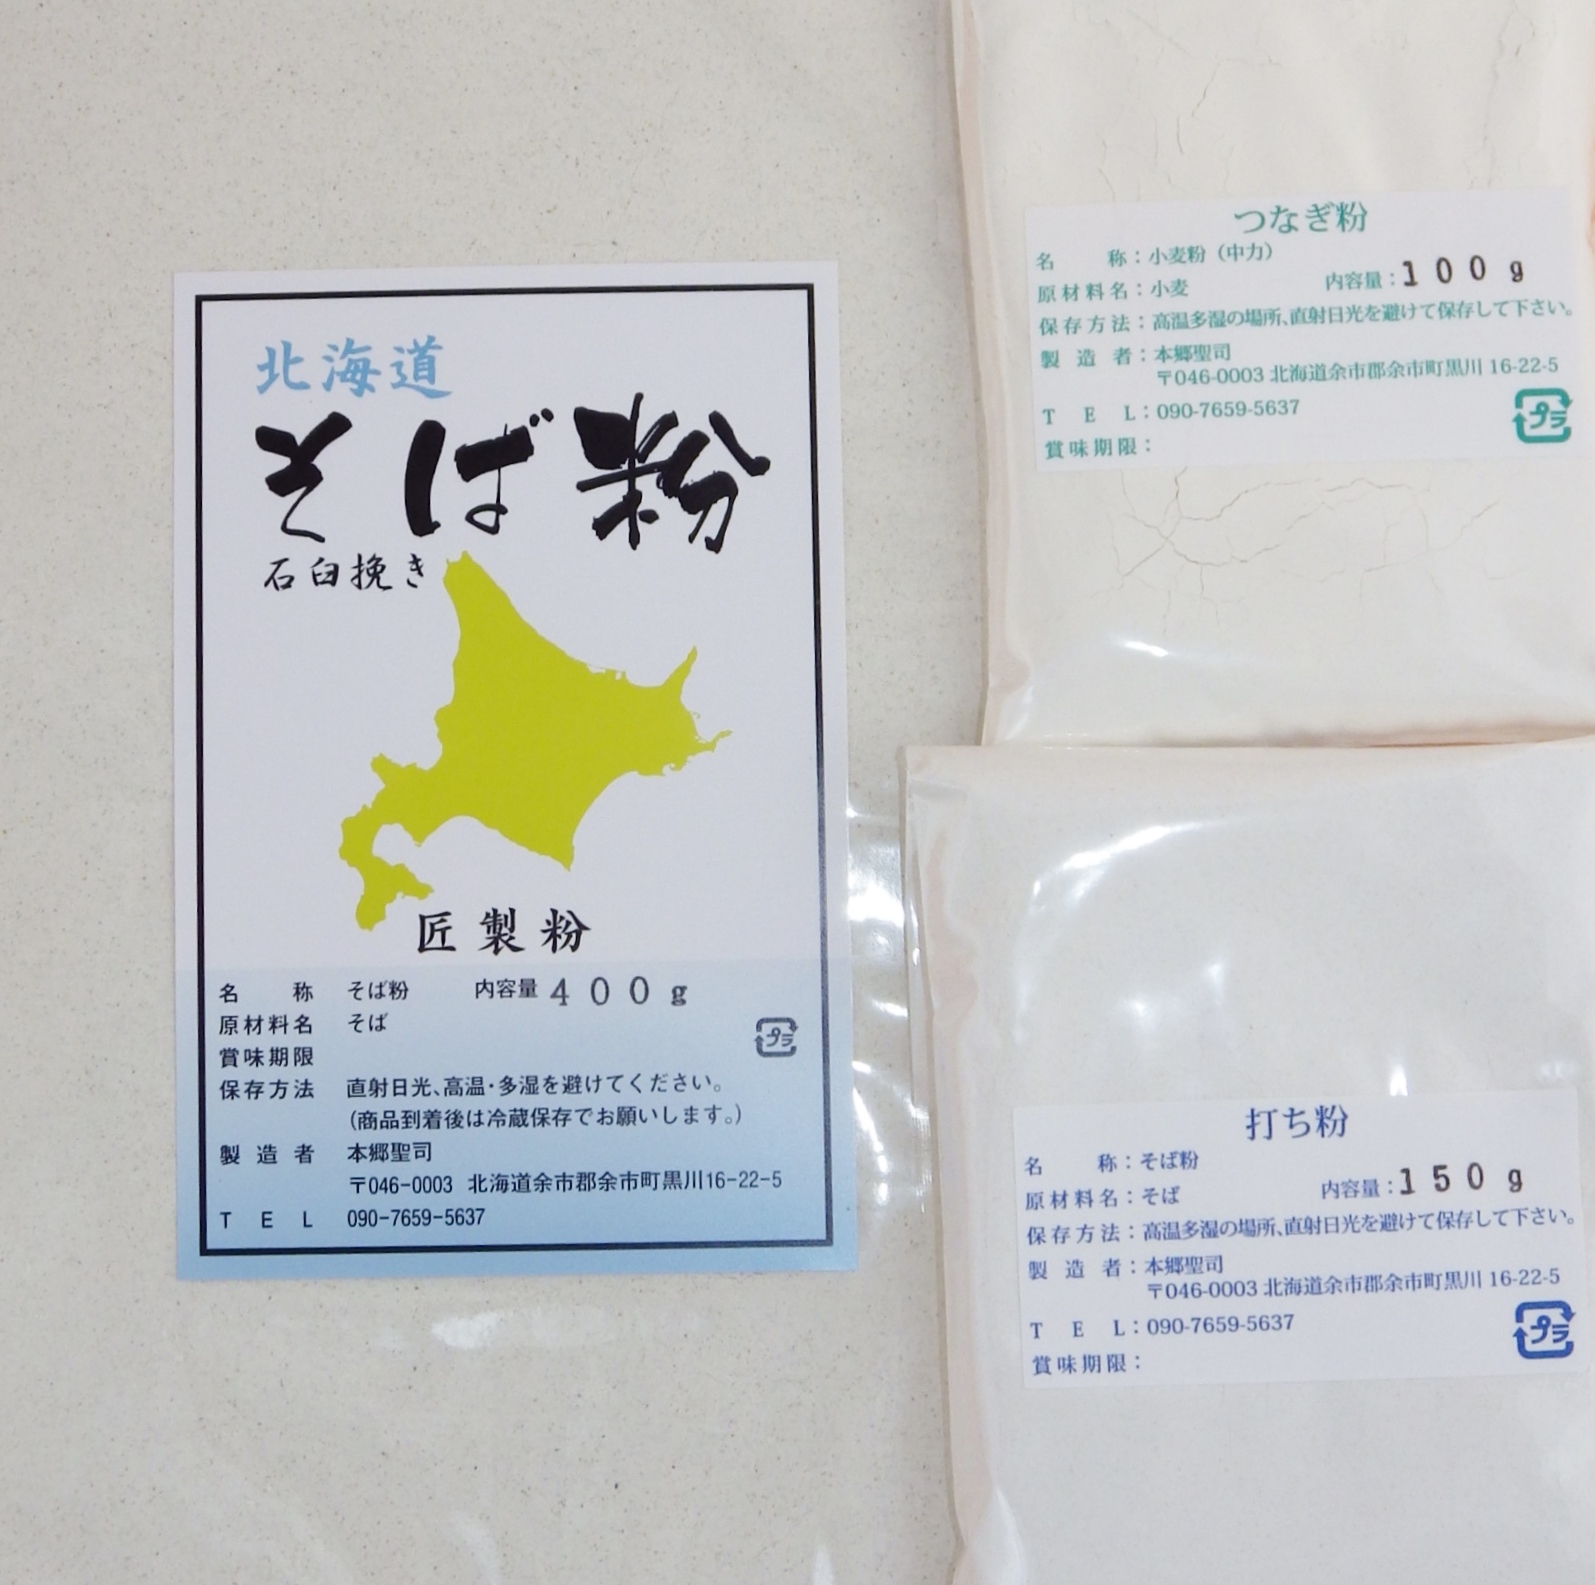 北海道
そば粉
石臼挽き
匠製粉
名称 そば粉 内容量 400g
原材料名 そば
賞味期限
保存方法 直射日光、高温・多湿を避けてください。
(商品到着後は冷蔵保存でお願いします。)
製造者 本郷聖司
〒046-0003 北海道余市郡余市町黒川16-22-5
TEL 090-7659-5637
プラ
つなぎ粉
名称:小麦粉(中力)
原材料名:小麦 内容量:100g
保存方法:高温多湿の場所、直射日光を避けて保存して下さい。
製造者:本郷聖司
〒046-0003 北海道余市郡余市町黒川 16-22-5
TEL:090-7659-5637
賞味期限:
プラ
打ち粉
名称:そば粉
原材料名:そば 内容量:150g
保存方法:高温多湿の場所、直射日光を避けて保存して下さい。
製造者:本郷聖司
〒046-0003 北海道余市郡余市町黒川 16-22-5
TEL:090-7659-5637
賞味期限:
プラ